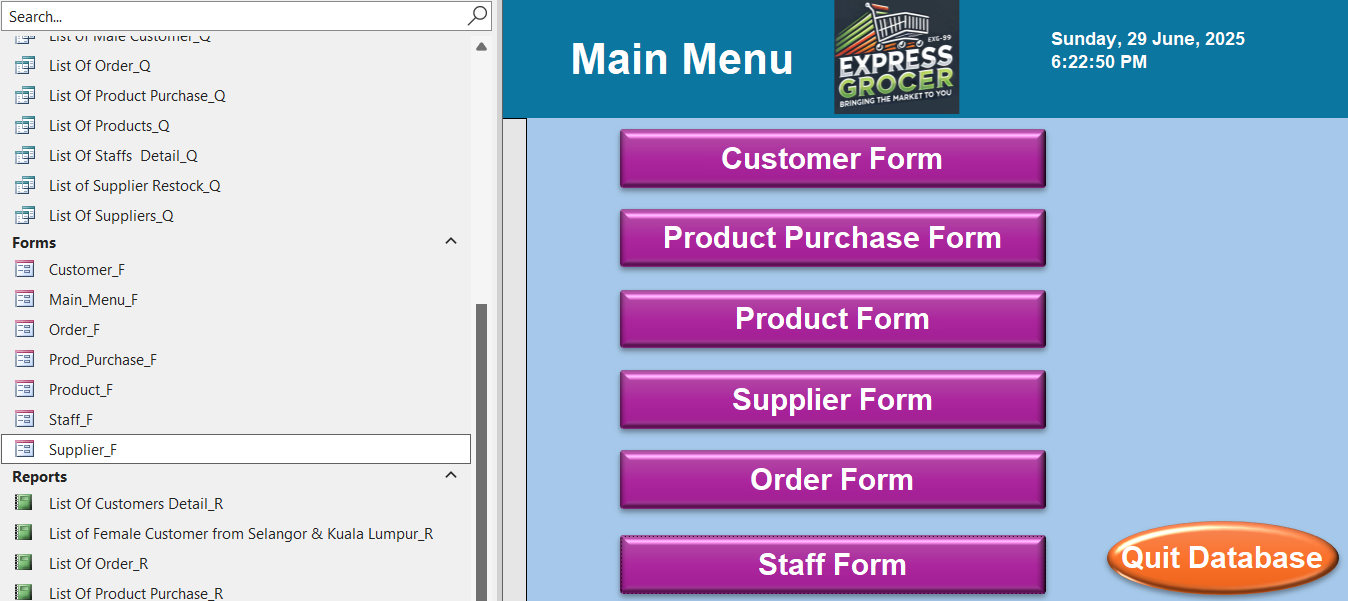 Search...
List Of Male Customer_Q
List Of Order_Q
List Of Product Purchase_Q
List Of Products_Q
List Of Staffs  Detail_Q
List of Supplier Restock_Q
List Of Suppliers_Q
Forms
Customer_F
Main_Menu_F
Order_F
Prod_Purchase_F
Product_F
Staff_F
Supplier_F
Reports
List Of Customers Detail_R
List of Female Customer from Selangor & Kuala Lumpur_R
List Of Order_R
List Of Product Purchase_R
Main Menu
EXG-99
EXPRESS
GROCER
BRINGING THE MARKET TO YOU
Sunday, 29 June, 2025
6:22:50 PM
Customer Form
Product Purchase Form
Product Form
Supplier Form
Order Form
Staff Form
Quit Database